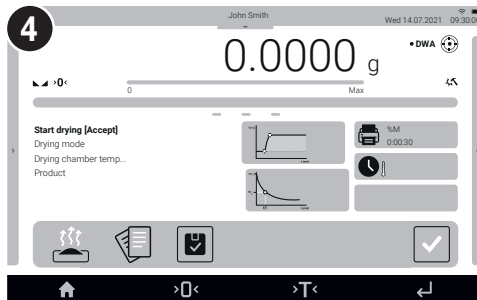 4
John Smith
Wed 14.07.2021 09:30:0
0.0000 g
• DWA
>0<
0 Max
Start drying [Accept]
Drying mode
Drying chamber temp...
Product
%M
0:00:30
>0< >T<